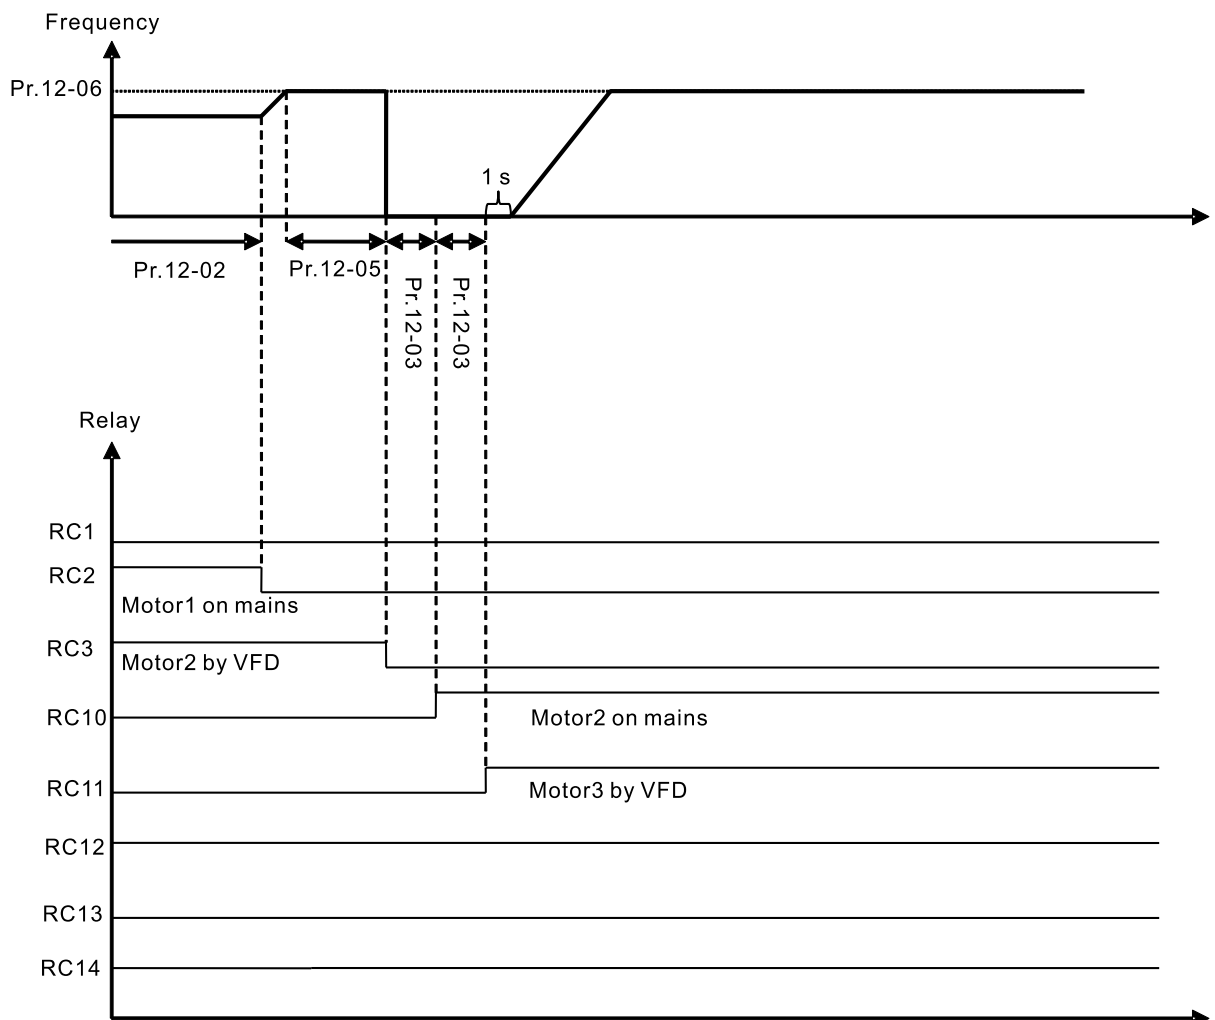 Frequency
Pr.12-06
1 s
Pr.12-02
Pr.12-05
Pr.12-03
Pr.12-03
Relay
RC1
RC2
Motor1 on mains
RC3
Motor2 by VFD
RC10
Motor2 on mains
RC11
Motor3 by VFD
RC12
RC13
RC14